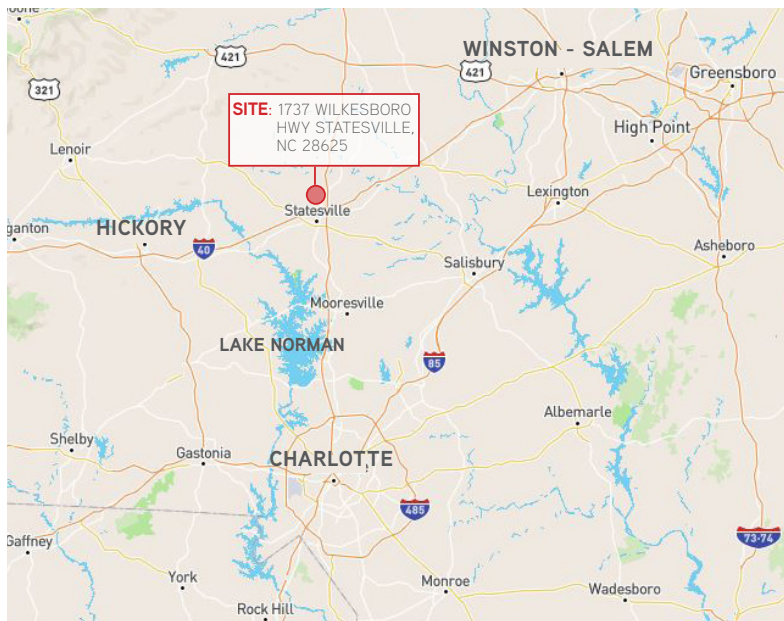 oone
421
WINSTON - SALEM
421
Greensboro
321
SITE: 1737 WILKESBORO
HWY STATESVILLE,
NC 28625
High Point
Lenoir
Lexington
Statesville
ganton
HICKORY
40
Salisbury
Asheboro
Mooresville
LAKE NORMAN
85
Albemarle
Shelby
Gastonia
CHARLOTTE
485
73-74
Gaffney
York
Monroe
Wadesboro
Rock Hill